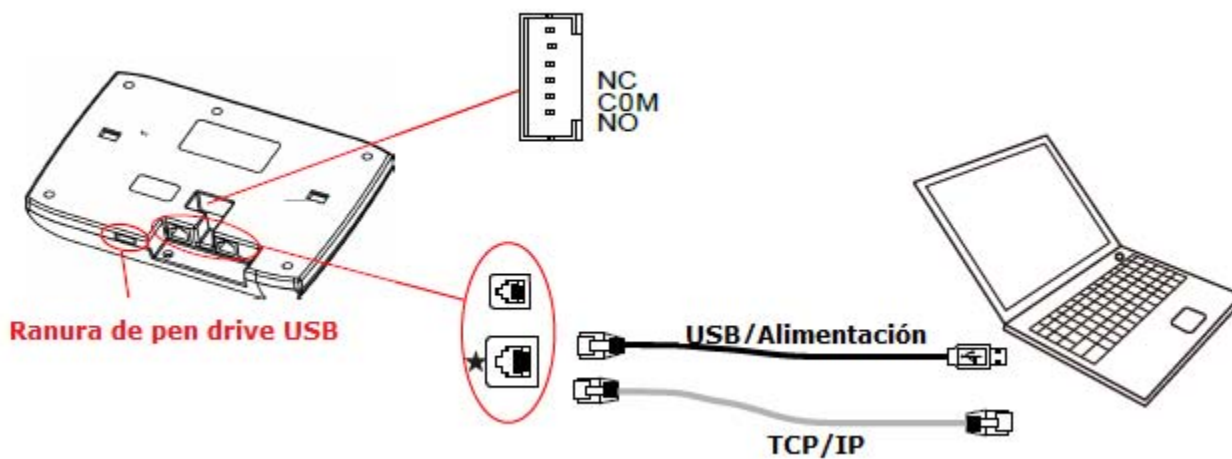 NC
C0M
NO
Ranura de pen drive USB
USB/Alimentación
TCP/IP